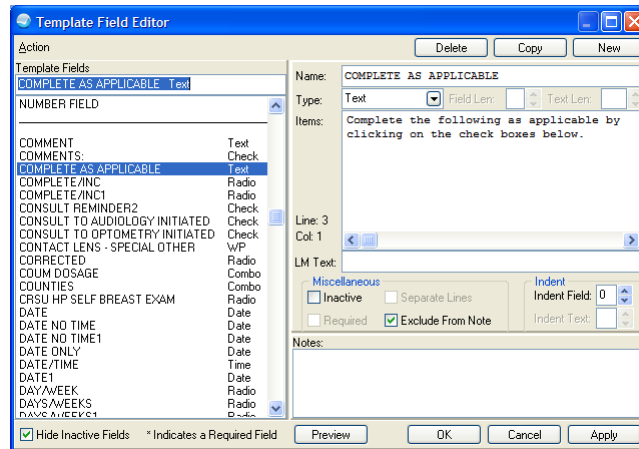 Template Field Editor
Action
Delete Copy New
Template Fields
COMPLETE AS APPLICABLE Text
NUMBER FIELD
COMMENT Text
COMMENTS: Check
COMPLETE AS APPLICABLE Text
COMPLETE/INC Radio
COMPLETE/INC1 Radio
CONSULT REMINDER2 Check
CONSULT TO AUDIOLOGY INITIATED Check
CONSULT TO OPTOMETRY INITIATED Check
CONTACT LENS - SPECIAL OTHER WP
CORRECTED Radio
COUM DOSAGE Combo
COUNTIES Combo
CRSU HP SELF BREAST EXAM Radio
DATE Date
DATE NO TIME Date
DATE NO TIME1 Date
DATE ONLY Date
DATE/TIME Time
DATE1 Date
DAY/WEEK Radio
DAYS/WEEKS Radio
DAYS/WEEKS1 Radio
Name: COMPLETE AS APPLICABLE
Type: Text Field Len: Text Len:
Items: Complete the following as applicable by
clicking on the check boxes below.
Line: 3
Col: 1
LM Text:
Miscellaneous Indent
Inactive Separate Lines Indent Field: 0
Required Exclude From Note Indent Text:
Notes:
Hide Inactive Fields * Indicates a Required Field Preview OK Cancel Apply